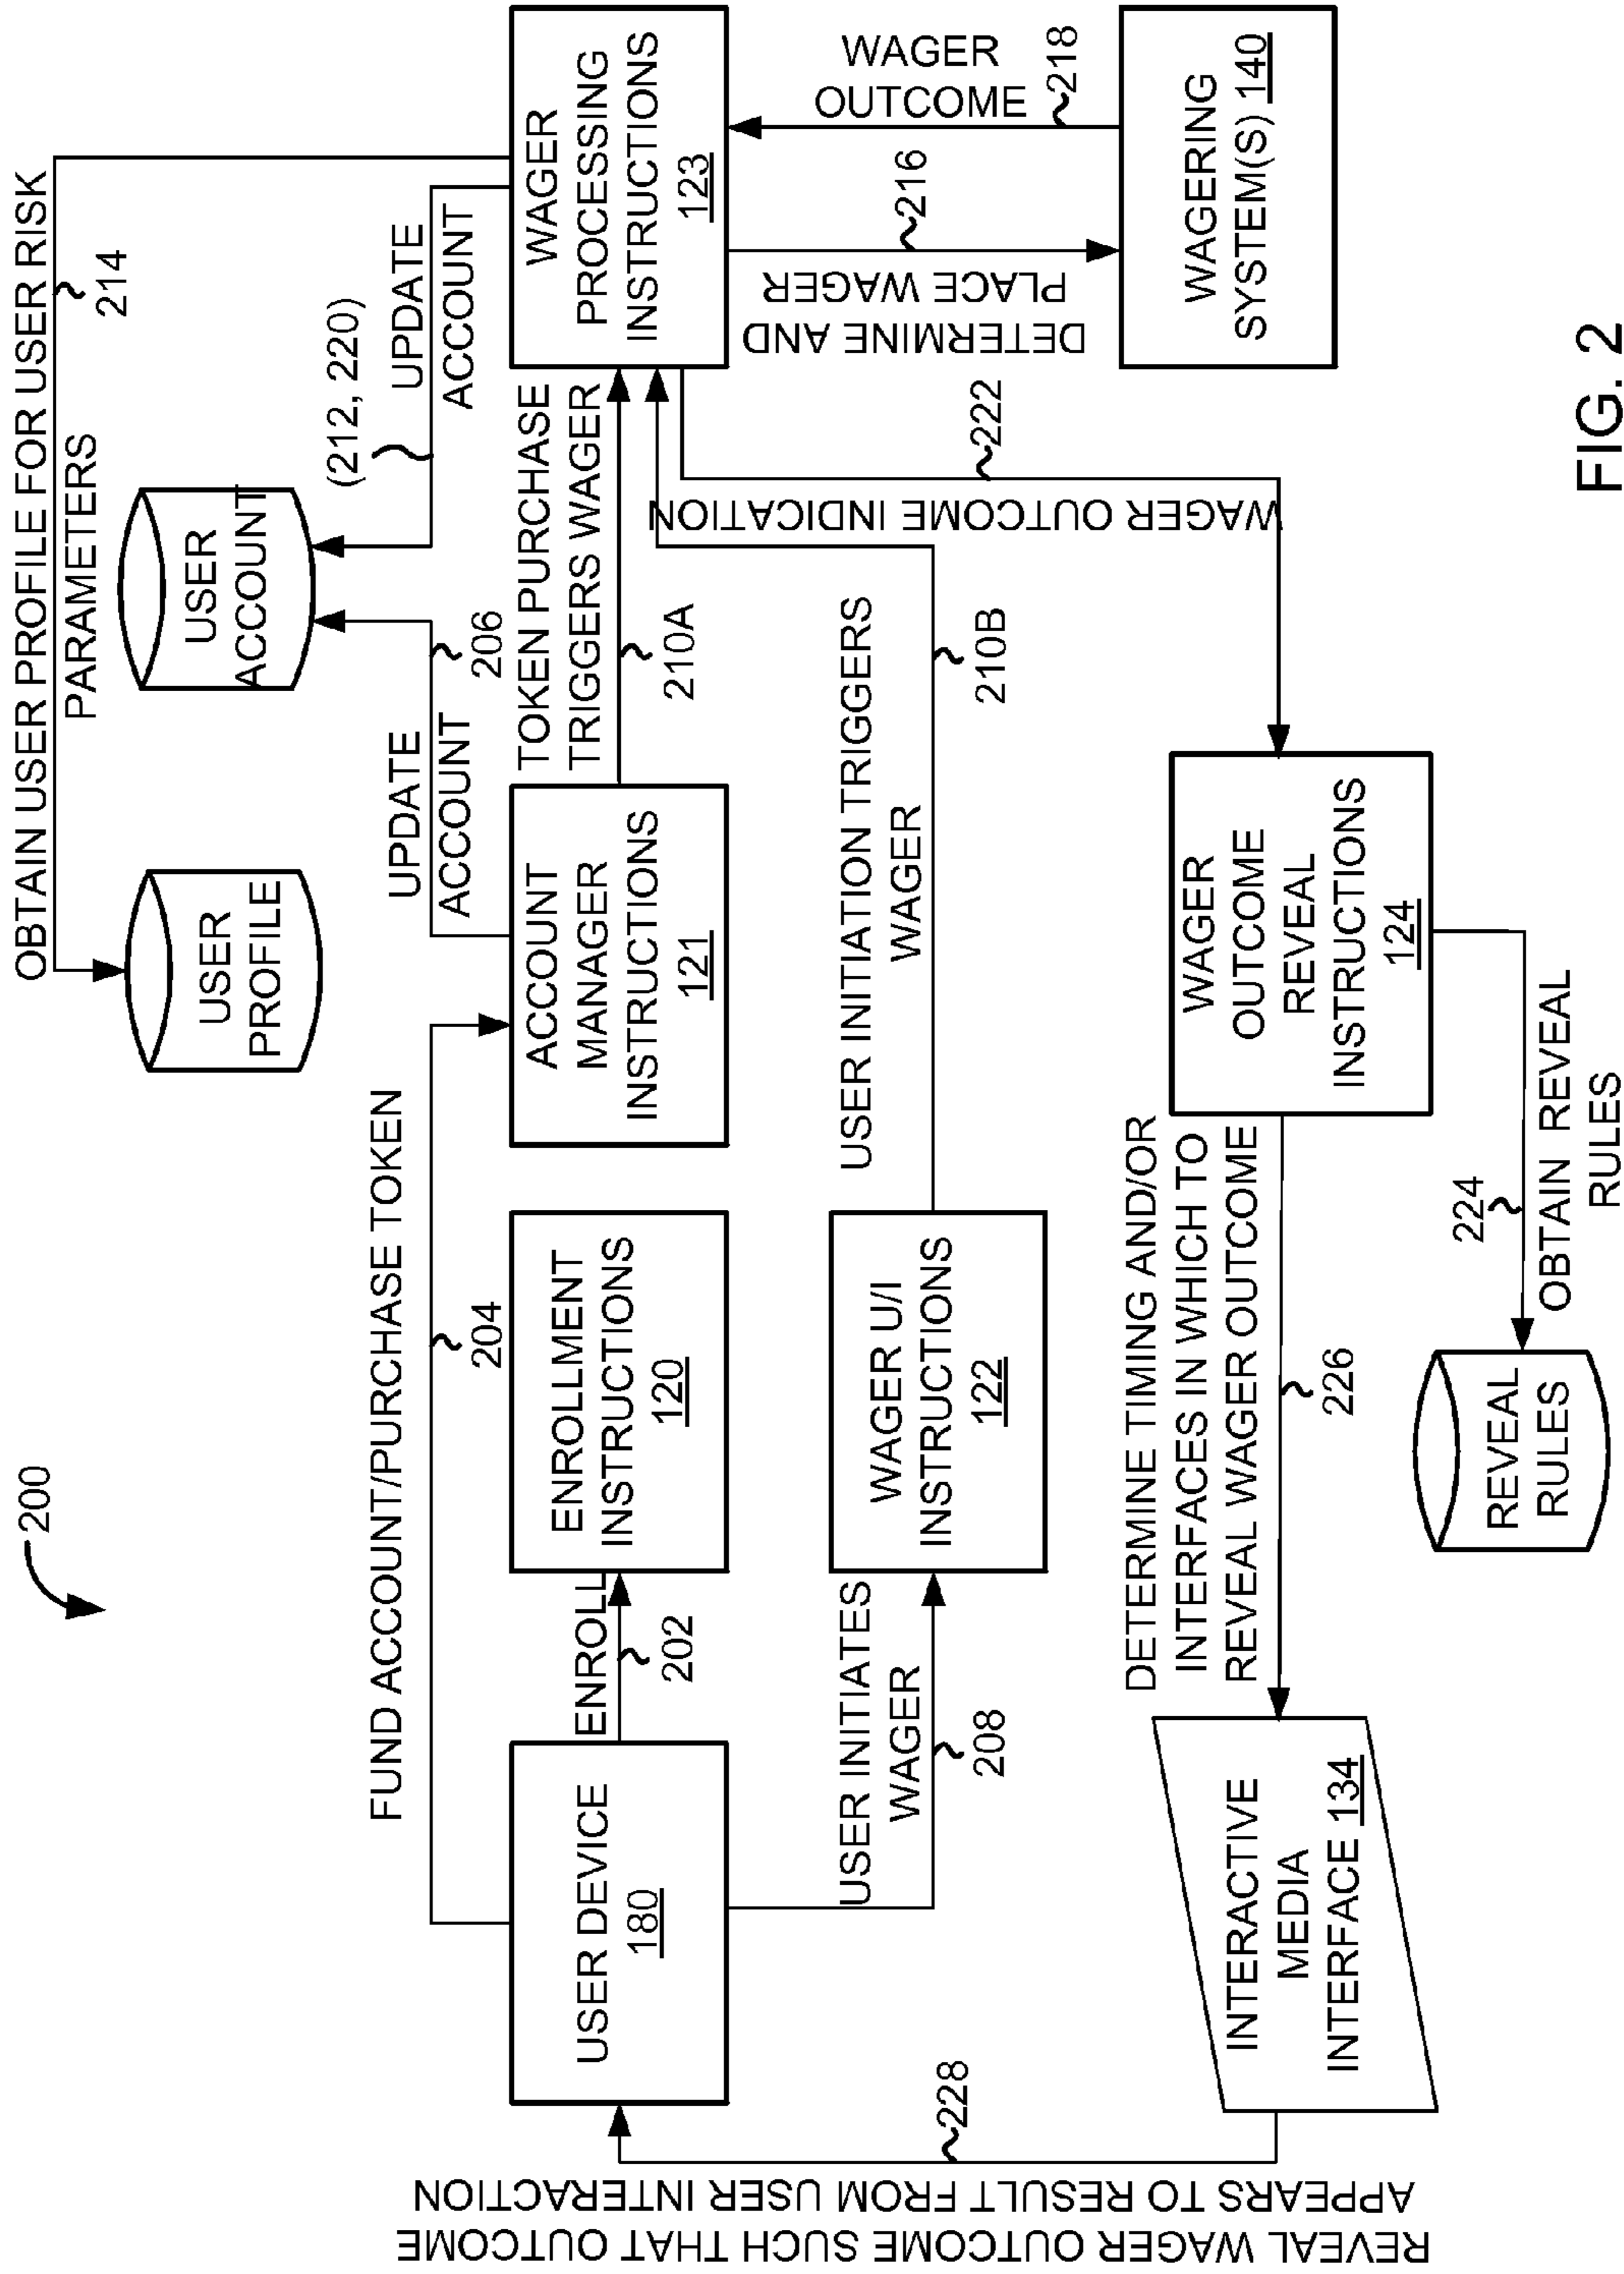 200
OBTAIN USER PROFILE FOR USER RISK
PARAMETERS
214
USER
PROFILE
USER
ACCOUNT
(212, 220)
UPDATE
ACCOUNT
206
UPDATE
ACCOUNT
FUND ACCOUNT/PURCHASE TOKEN
204
USER DEVICE
180
ENROLL
202
ENROLLMENT
INSTRUCTIONS
120
ACCOUNT
MANAGER
INSTRUCTIONS
121
TOKEN PURCHASE
TRIGGERS WAGER
210A
WAGER
PROCESSING
INSTRUCTIONS
123
USER INITIATES
WAGER
208
WAGER U/I
INSTRUCTIONS
122
USER INITIATION TRIGGERS
WAGER
210B
DETERMINE AND
PLACE WAGER
216
WAGER
OUTCOME
218
WAGERING
SYSTEM(S) 140
WAGER OUTCOME INDICATION
222
WAGER
OUTCOME
REVEAL
INSTRUCTIONS
124
DETERMINE TIMING AND/OR
INTERFACES IN WHICH TO
REVEAL WAGER OUTCOME
226
224
OBTAIN REVEAL
RULES
REVEAL
RULES
INTERACTIVE
MEDIA
INTERFACE 134
228
REVEAL WAGER OUTCOME SUCH THAT OUTCOME
APPEARS TO RESULT FROM USER INTERACTION
FIG. 2